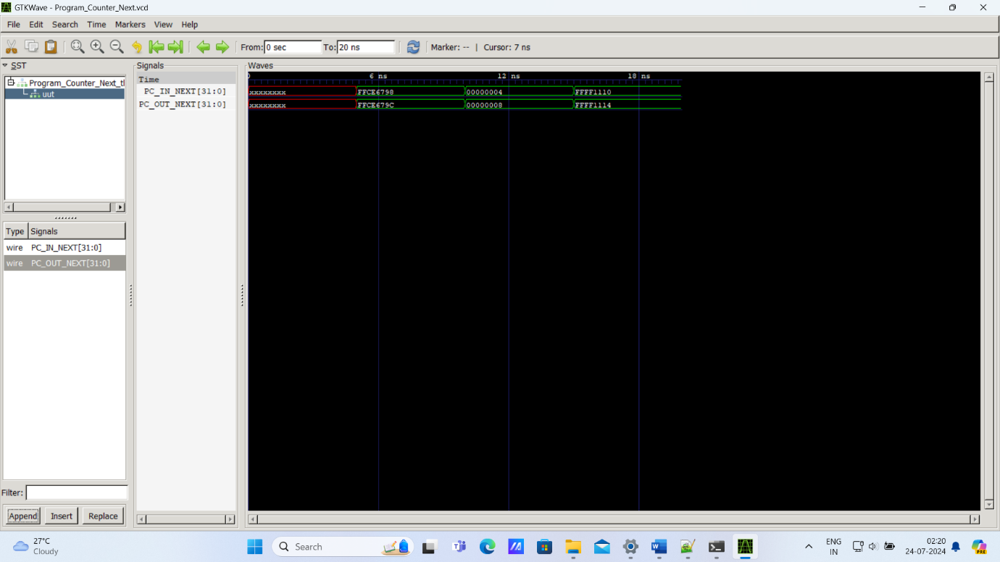 GTKWave - Program_Counter_Next.vcd
File Edit Search Time Markers View Help
From: 0 sec To: 20 ns Marker: -- | Cursor: 7 ns
SST
Program_Counter_Next_tl
uut
Type Signals
wire PC_IN_NEXT[31:0]
wire PC_OUT_NEXT[31:0]
Filter:
Append Insert Replace
Signals
Time
PC_IN_NEXT[31:0]
PC_OUT_NEXT[31:0]
Waves
0 6 ns 12 ns 18 ns
xxxxxxxx FFCE6798 00000004 FFFF1110
xxxxxxxx FFCE679C 00000008 FFFF1114
27°C
Cloudy
Search
ENG
IN
02:20
24-07-2024
PRE